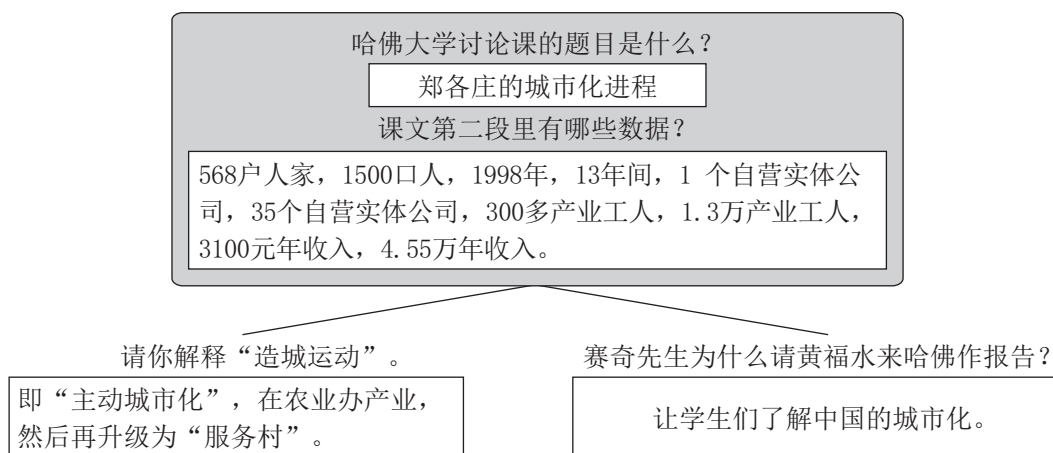 哈佛大学讨论课的题目是什么？
郑各庄的城市化进程
课文第二段里有哪些数据？
568户人家，1500口人，1998年，13年间，1 个自营实体公
司，35个自营实体公司，300多产业工人，1.3万产业工人，
3100元年收入，4.55万年收入。
请你解释“造城运动”。
即“主动城市化”，在农业办产业，
然后再升级为“服务村”。
赛奇先生为什么请黄福水来哈佛作报告？
让学生们了解中国的城市化。